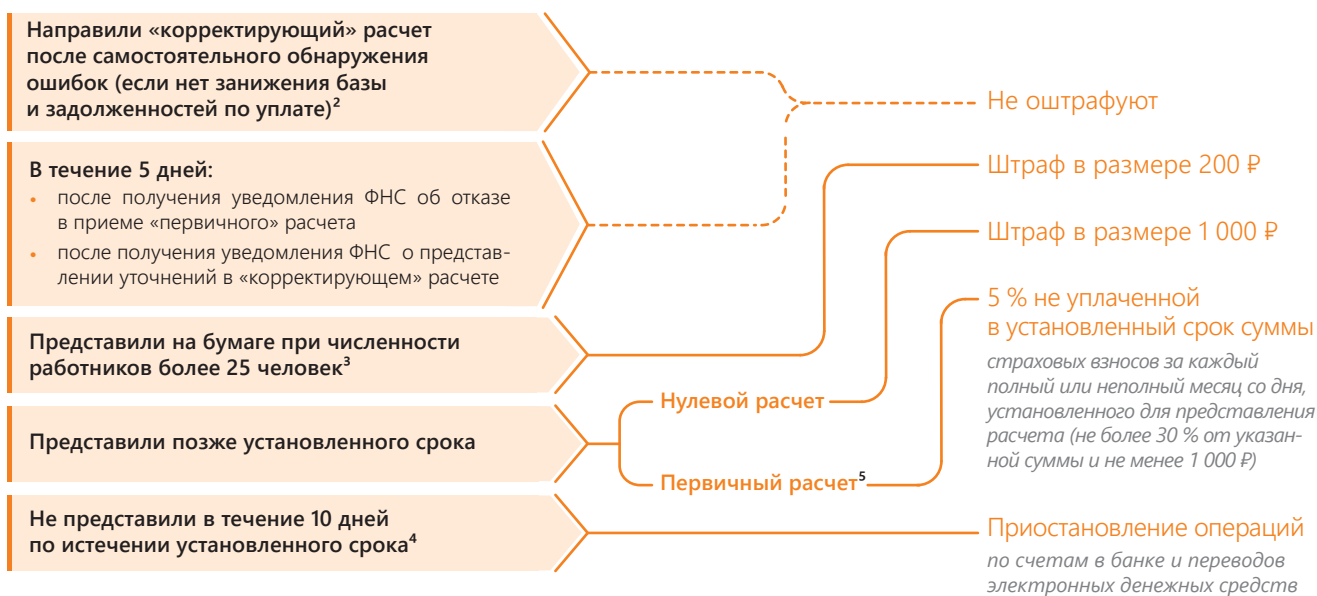 Направили «корректирующий» расчет
после самостоятельного обнаружения
ошибок (если нет занижения базы
и задолженностей по уплате)²
В течение 5 дней:
• после получения уведомления ФНС об отказе
в приеме «первичного» расчета
• после получения уведомления ФНС о представ-
лении уточнений в «корректирующем» расчете
Представили на бумаге при численности
работников более 25 человек³
Представили позже установленного срока
Не представили в течение 10 дней
по истечении установленного срока⁴
Нулевой расчет
Первичный расчет⁵
Не оштрафуют
Штраф в размере 200 ₽
Штраф в размере 1 000 ₽
5 % не уплаченной
в установленный срок суммы
страховых взносов за каждый
полный или неполный месяц со дня,
установленного для представления
расчета (не более 30 % от указан-
ной суммы и не менее 1 000 ₽)
Приостановление операций
по счетам в банке и переводов
электронных денежных средств